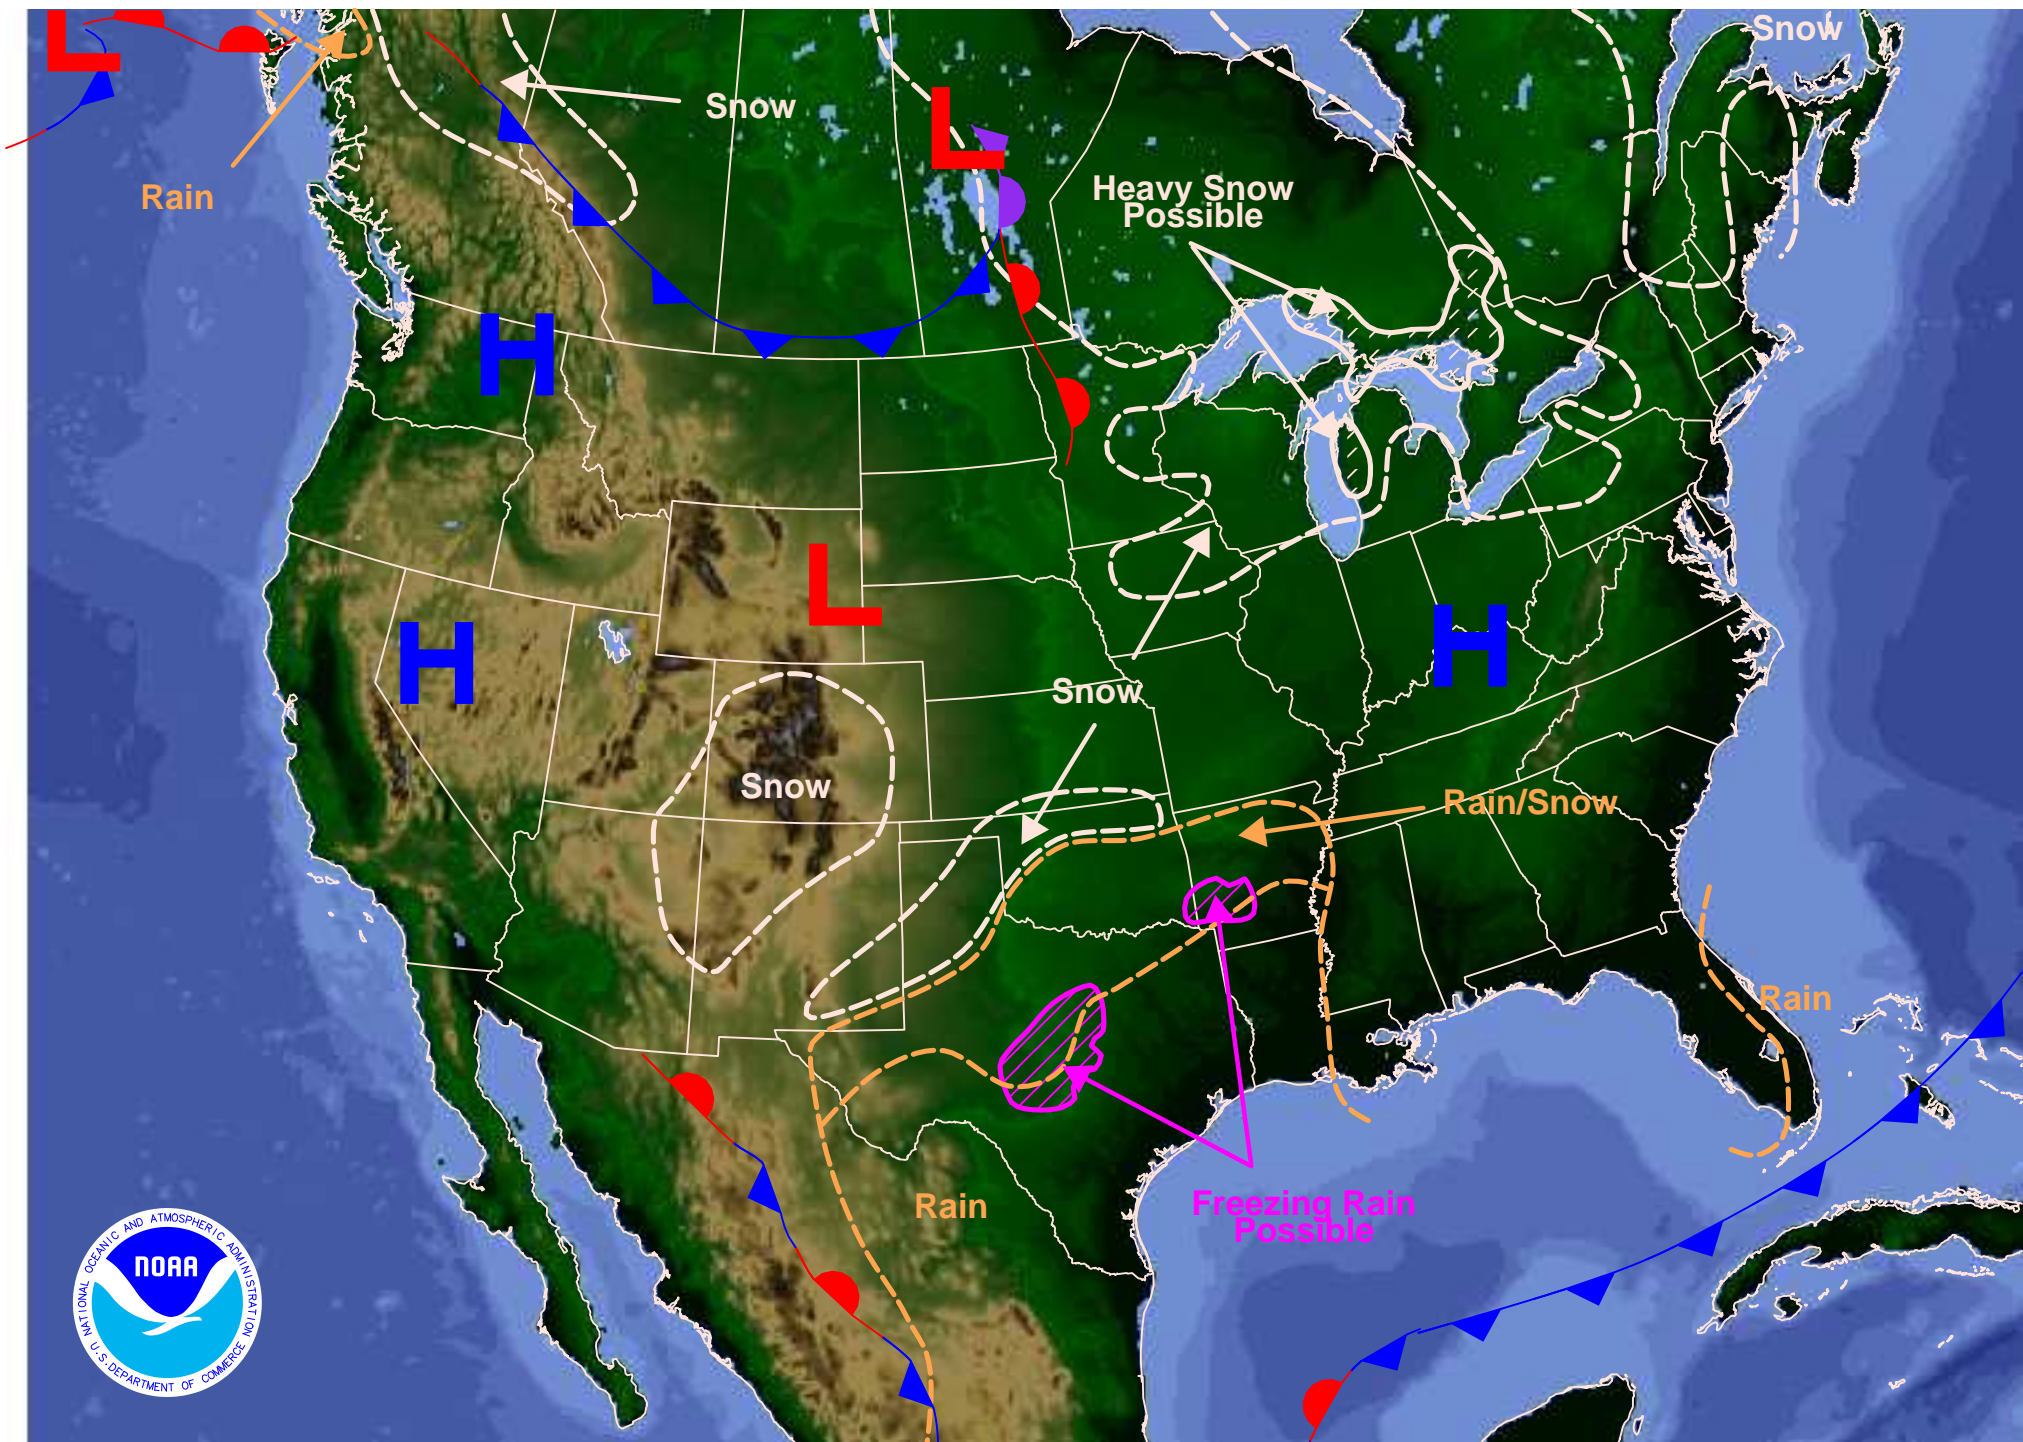 L
Snow
Snow
L
Rain
Heavy Snow
Possible
H
L
H
H
Snow
Snow
Rain/Snow
Rain
Rain
Freezing Rain
Possible
NATIONAL OCEANIC AND ATMOSPHERIC ADMINISTRATION
NOAA
U.S. DEPARTMENT OF COMMERCE